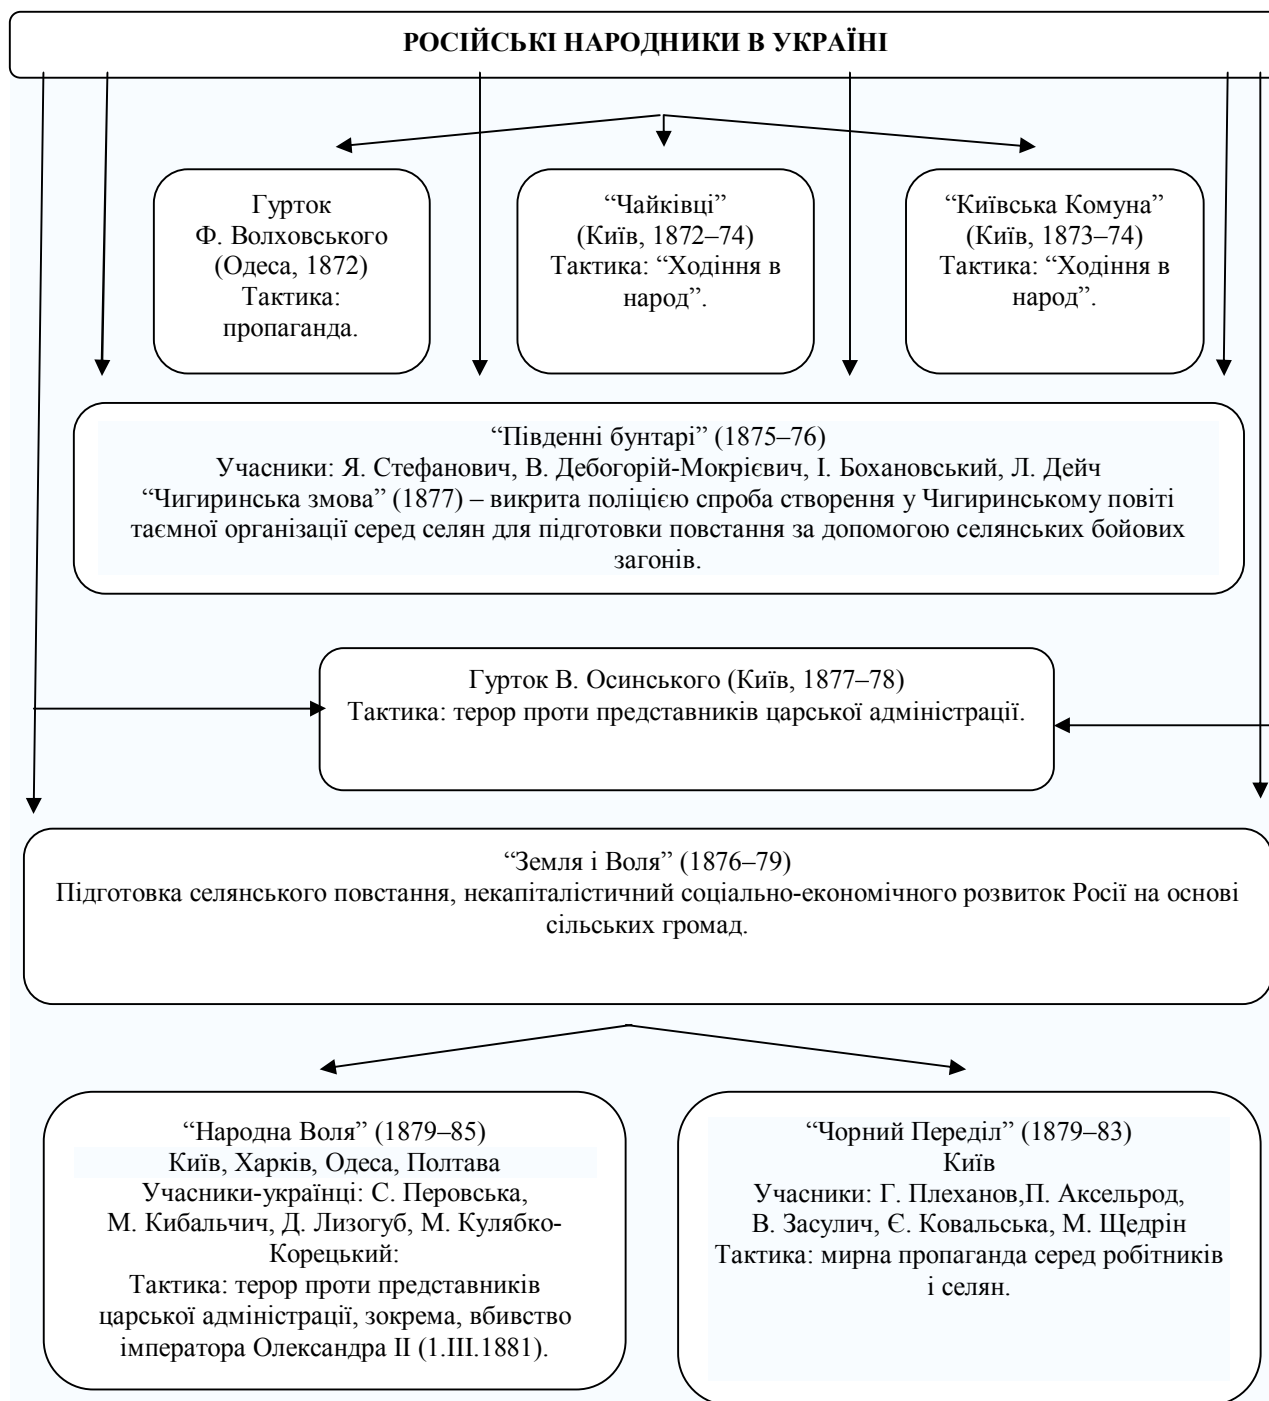 РОСІЙСЬКІ НАРОДНИКИ В УКРАЇНІ
Гурток
Ф. Волховського
(Одеса, 1872)
Тактика:
пропаганда.
“Чайківці”
(Київ, 1872–74)
Тактика: “Ходіння в
народ”.
“Київська Комуна”
(Київ, 1873–74)
Тактика: “Ходіння в
народ”.
“Південні бунтарі” (1875–76)
Учасники: Я. Стефанович, В. Дебогорій-Мокрієвич, І. Бохановський, Л. Дейч
“Чигиринська змова” (1877) – викрита поліцією спроба створення у Чигиринському повіті
таємної організації серед селян для підготовки повстання за допомогою селянських бойових
загонів.
Гурток В. Осинського (Київ, 1877–78)
Тактика: терор проти представників царської адміністрації.
“Земля і Воля” (1876–79)
Підготовка селянського повстання, некапіталістичний соціально-економічного розвиток Росії на основі
сільських громад.
“Народна Воля” (1879–85)
Київ, Харків, Одеса, Полтава
Учасники-українці: С. Перовська,
М. Кибальчич, Д. Лизогуб, М. Кулябко-
Корецький:
Тактика: терор проти представників
царської адміністрації, зокрема, вбивство
імператора Олександра ІІ (1.ІІІ.1881).
“Чорний Переділ” (1879–83)
Київ
Учасники: Г. Плеханов,П. Аксельрод,
В. Засулич, Є. Ковальська, М. Щедрін
Тактика: мирна пропаганда серед робітників
і селян.